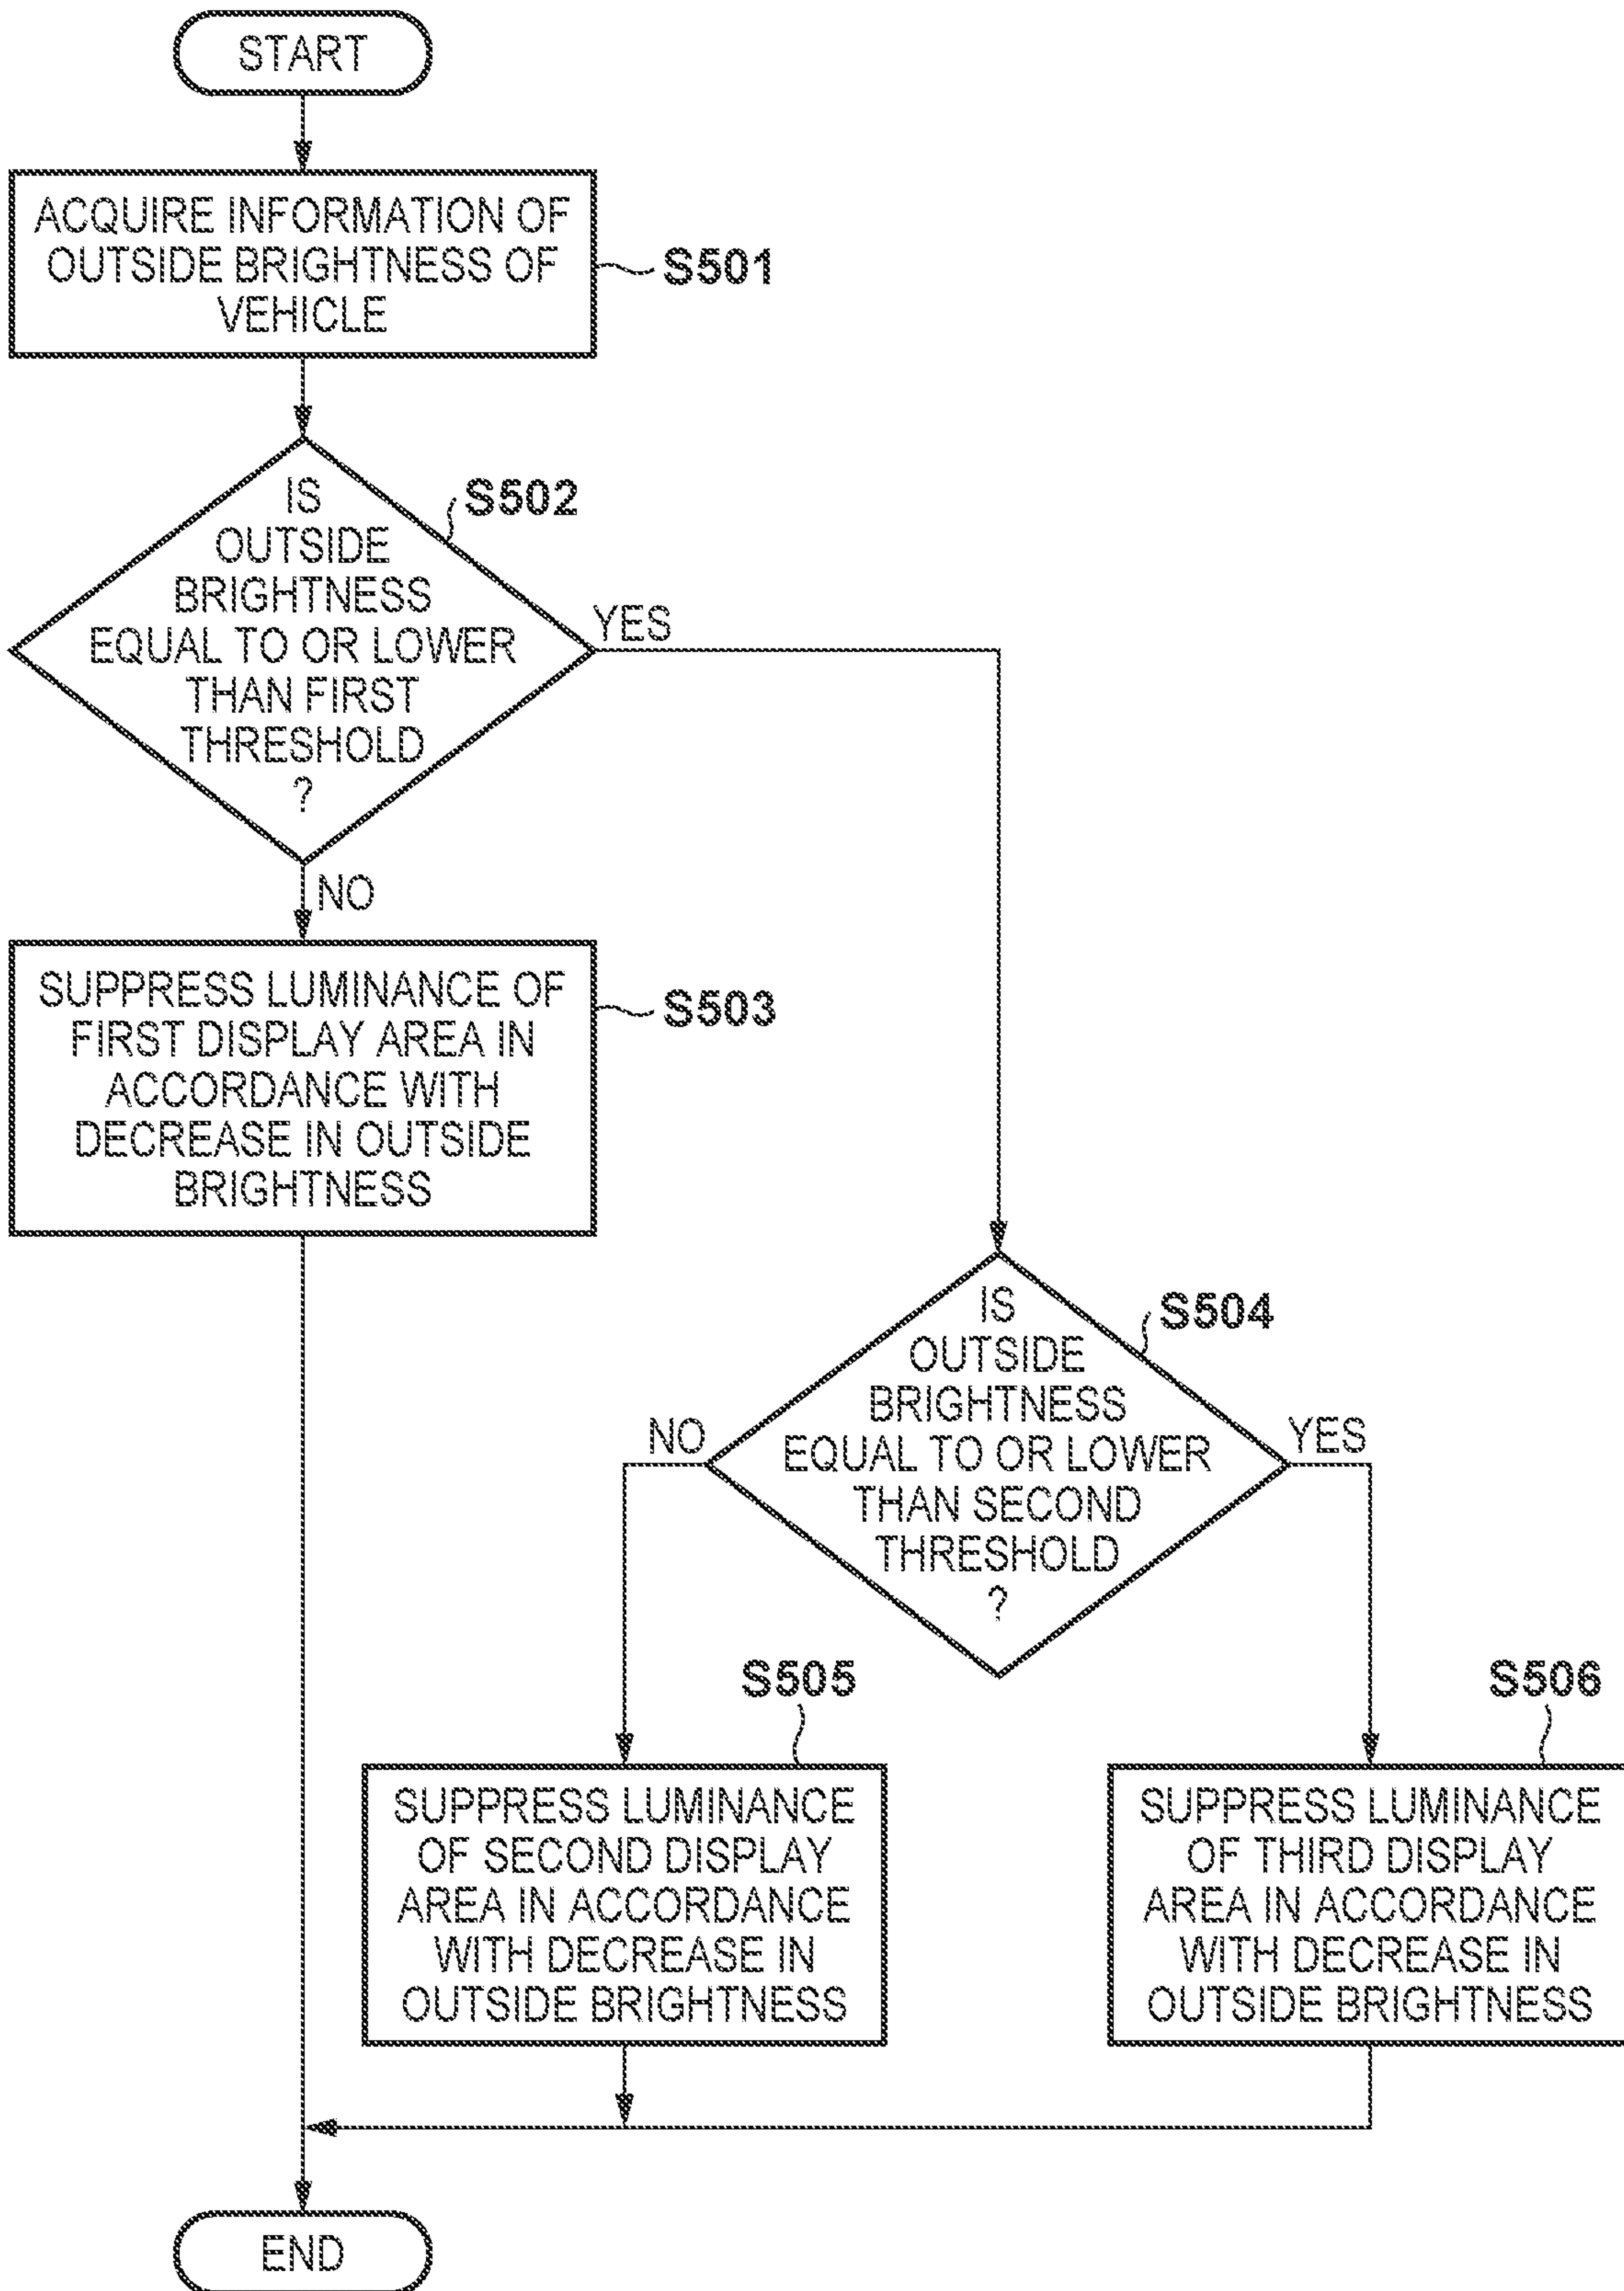 START
ACQUIRE INFORMATION OF
OUTSIDE BRIGHTNESS OF
VEHICLE
S501
IS
OUTSIDE
BRIGHTNESS
EQUAL TO OR LOWER
THAN FIRST
THRESHOLD
?
S502
YES
NO
SUPPRESS LUMINANCE OF
FIRST DISPLAY AREA IN
ACCORDANCE WITH
DECREASE IN OUTSIDE
BRIGHTNESS
S503
IS
OUTSIDE
BRIGHTNESS
EQUAL TO OR LOWER
THAN SECOND
THRESHOLD
?
S504
NO
YES
S505
SUPPRESS LUMINANCE
OF SECOND DISPLAY
AREA IN ACCORDANCE
WITH DECREASE IN
OUTSIDE BRIGHTNESS
S506
SUPPRESS LUMINANCE
OF THIRD DISPLAY
AREA IN ACCORDANCE
WITH DECREASE IN
OUTSIDE BRIGHTNESS
END